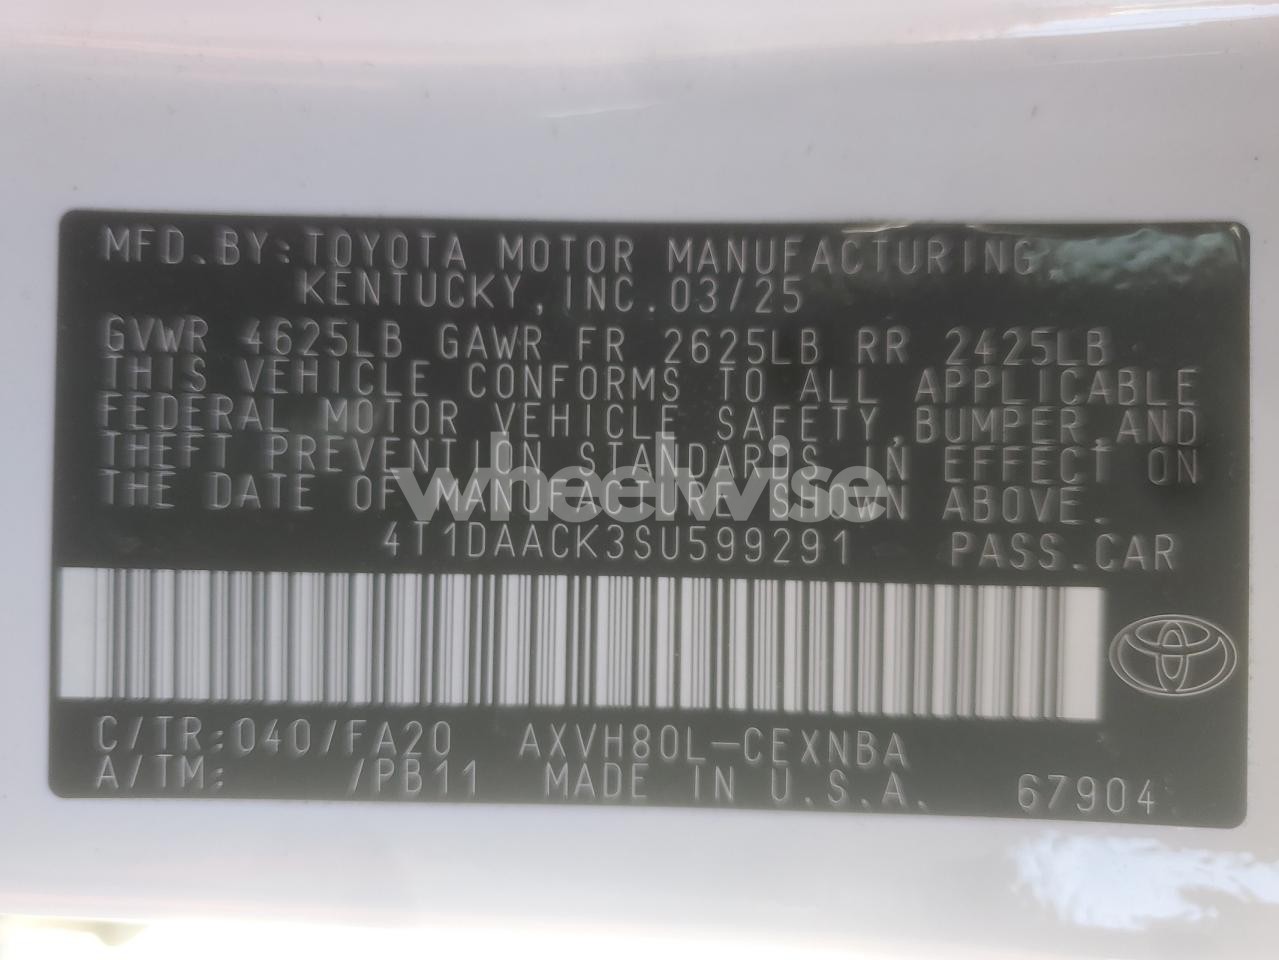 MFD.BY:TOYOTA MOTOR MANUFACTURING,
KENTUCKY,INC.03/25
GVWR 4625LB GAWR FR 2625LB RR 2425LB
THIS VEHICLE CONFORMS TO ALL APPLICABLE
FEDERAL MOTOR VEHICLE SAFETY,BUMPER,AND
THEFT PREVENTION STANDARDS IN EFFECT ON
THE DATE OF MANUFACTURE SHOWN ABOVE.
wheelwise
4T1DAACK3SU599291 PASS.CAR
C/TR:040/FA20 AXVH80L-CEXNBA
A/TM: /PB11 MADE IN U.S.A. 67904